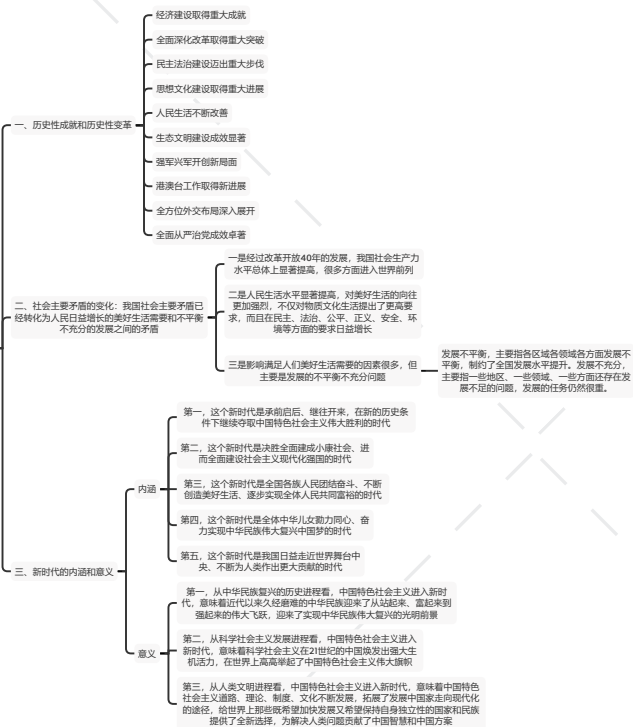 经济建设取得重大成就
全面深化改革取得重大突破
民主法治建设迈出重大步伐
思想文化建设取得重大进展
人民生活不断改善
一、历史性成就和历史性变革
生态文明建设成效显著
强军兴军开创新局面
港澳台工作取得新进展
全方位外交布局深入展开
全面从严治党成效卓著
一是经过改革开放40年的发展，我国社会生产力
水平总体上显著提高，很多方面进入世界前列
二、社会主要矛盾的变化：我国社会主要矛盾已
经转化为人民日益增长的美好生活需要和不平衡
不充分的发展之间的矛盾
二是人民生活水平显著提高，对美好生活的向往
更加强烈，不仅对物质文化生活提出了更高要
求，而且在民主、法治、公平、正义、安全、环
境等方面的要求日益增长
三是影响满足人们美好生活需要的因素很多，但
主要是发展的不平衡不充分问题
发展不平衡，主要指各区域各领域各方面发展不
平衡，制约了全国发展水平提升。发展不充分，
主要指一些地区、一些领域、一些方面还存在发
展不足的问题，发展的任务仍然很重。
第一，这个新时代是承前启后、继往开来，在新的历史条
件下继续夺取中国特色社会主义伟大胜利的时代
第二，这个新时代是决胜全面建成小康社会、进
而全面建设社会主义现代化强国的时代
内涵
第三，这个新时代是全国各族人民团结奋斗、不断
创造美好生活、逐步实现全体人民共同富裕的时代
第四，这个新时代是全体中华儿女勠力同心、奋
力实现中华民族伟大复兴中国梦的时代
第五，这个新时代是我国日益走近世界舞台中
央、不断为人类作出更大贡献的时代
三、新时代的内涵和意义
第一，从中华民族复兴的历史进程看，中国特色社会主义进入新时
代，意味着近代以来久经磨难的中华民族迎来了从站起来、富起来到
强起来的伟大飞跃，迎来了实现中华民族伟大复兴的光明前景
意义
第二，从科学社会主义发展进程看，中国特色社会主义进入
新时代，意味着科学社会主义在21世纪的中国焕发出强大生
机活力，在世界上高高举起了中国特色社会主义伟大旗帜
第三，从人类文明进程看，中国特色社会主义进入新时代，意味着中国特色
社会主义道路、理论、制度、文化不断发展，拓展了发展中国家走向现代化
的途径，给世界上那些既希望加快发展又希望保持自身独立性的国家和民族
提供了全新选择，为解决人类问题贡献了中国智慧和中国方案